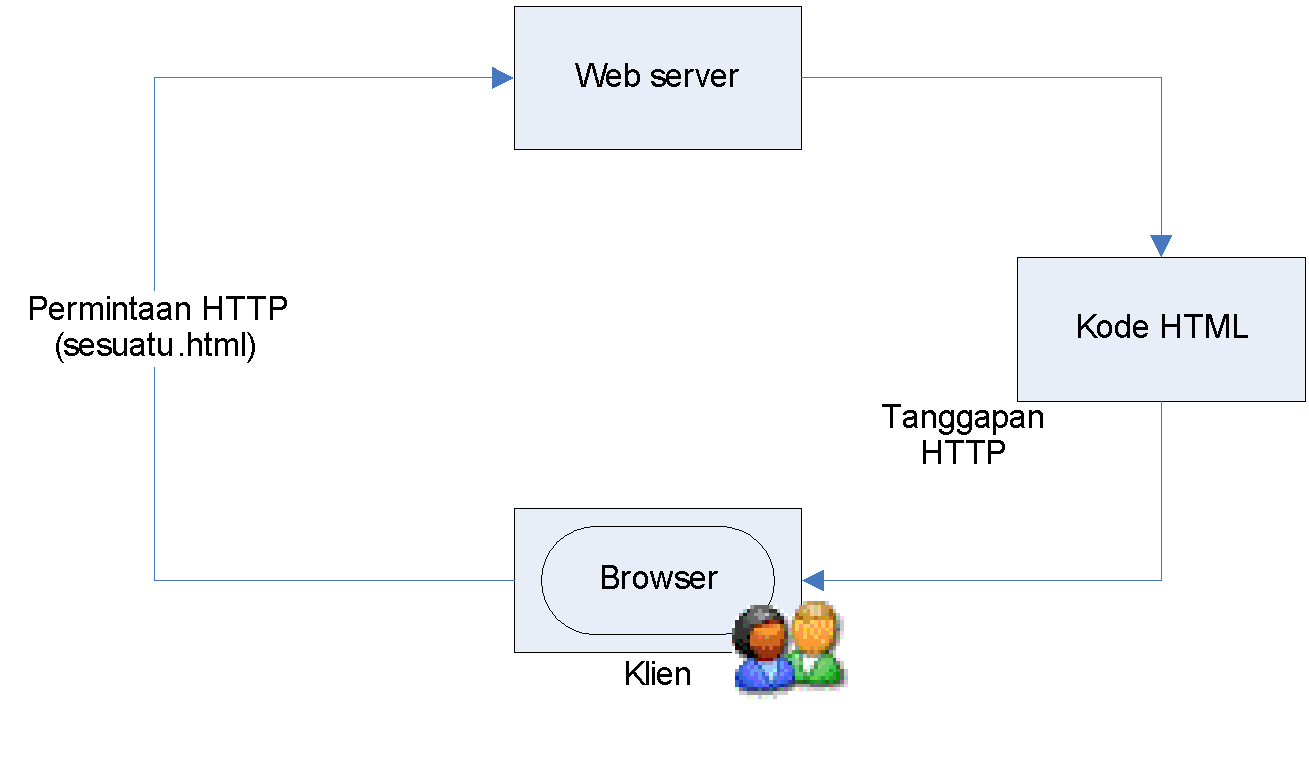 Web server
Permintaan HTTP
(sesuatu.html)
Kode HTML
Tanggapan
HTTP
Browser
Klien